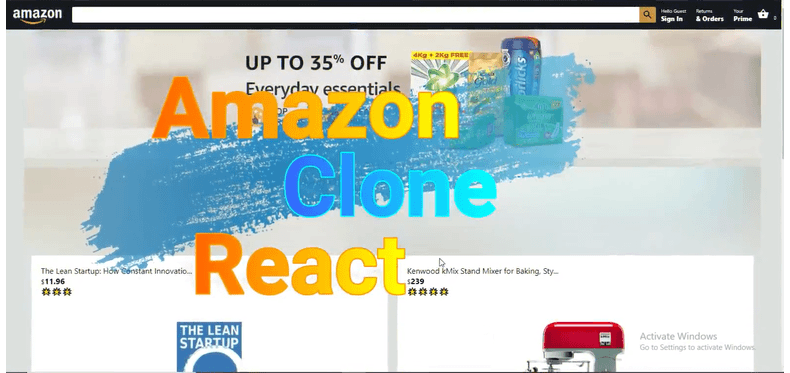 amazon
Hello Guest
Sign In
Returns
& Orders
Your
Prime
0
UP TO 35% OFF
4Kg + 2Kg FREE
Everyday essentials
Amazon
Clone
React
The Lean Startup: How Constant Innovatio...
$11.96
Kenwood kMix Stand Mixer for Baking, Sty...
$239
THE LEAN
STARTUP
Activate Windows
Go to Settings to activate Windows.